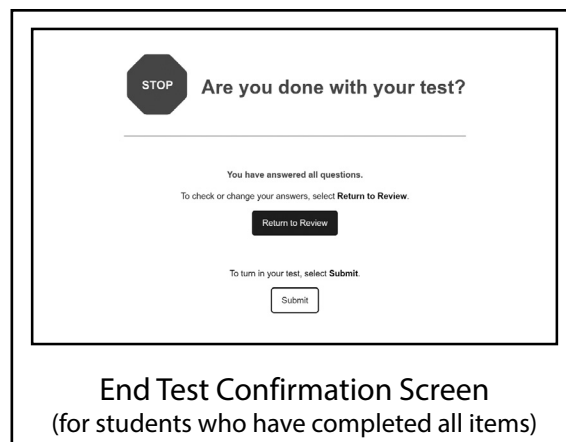 STOP
Are you done with your test?
You have answered all questions.
To check or change your answers, select Return to Review.
Return to Review
To turn in your test, select Submit.
Submit
End Test Confirmation Screen
(for students who have completed all items)